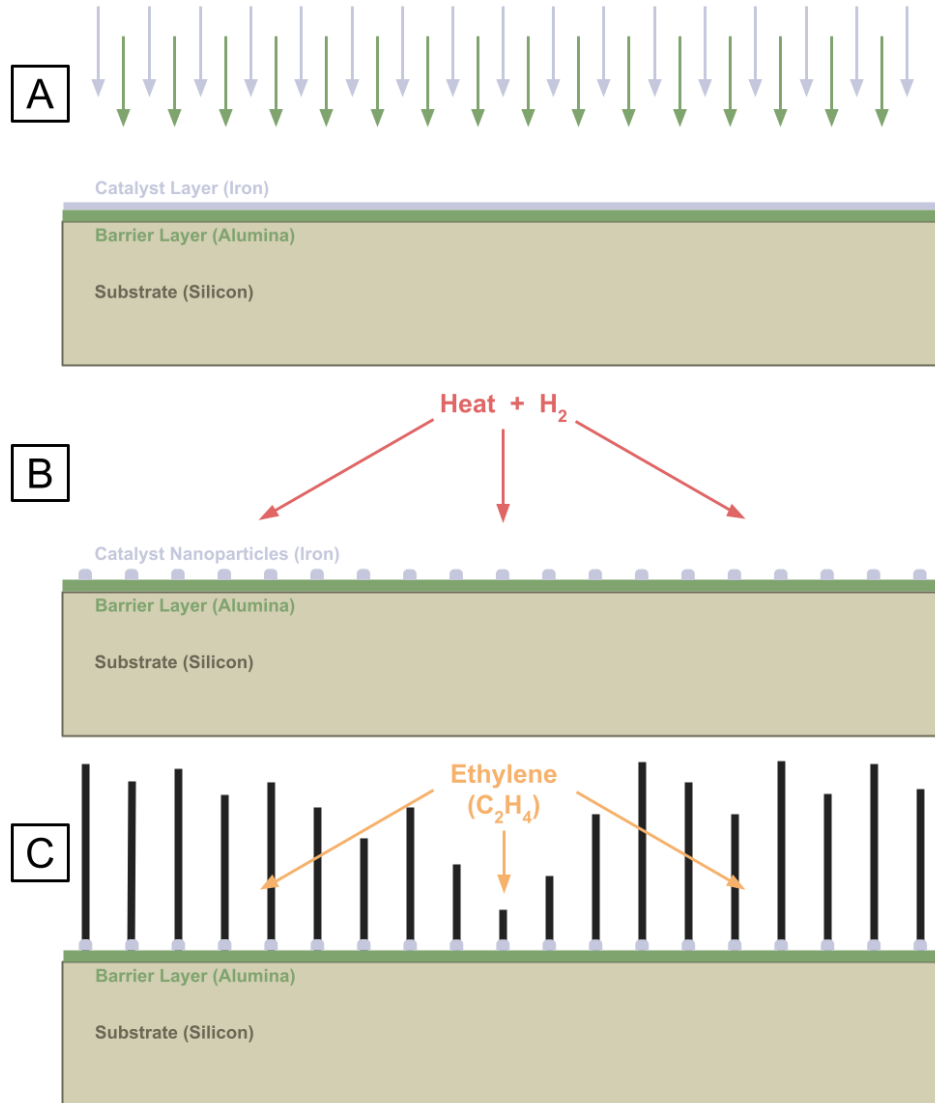 A
Catalyst Layer (Iron)
Barrier Layer (Alumina)
Substrate (Silicon)
Heat + H₂
B
Catalyst Nanoparticles (Iron)
Barrier Layer (Alumina)
Substrate (Silicon)
Ethylene
(C₂H₄)
C
Barrier Layer (Alumina)
Substrate (Silicon)